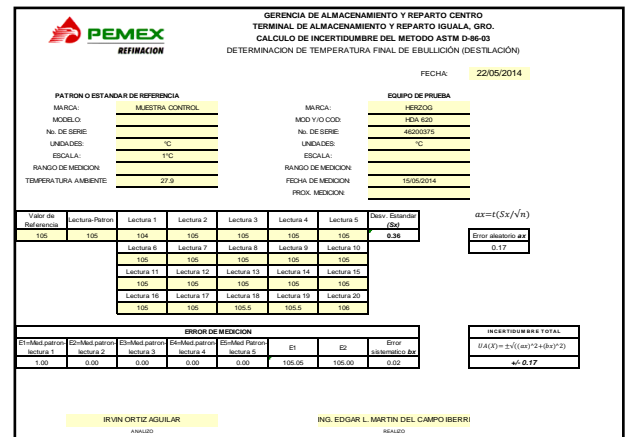 PEMEX
REFINACION
GERENCIA DE ALMACENAMIENTO Y REPARTO CENTRO
TERMINAL DE ALMACENAMIENTO Y REPARTO IGUALA, GRO.
CALCULO DE INCERTIDUMBRE DEL METODO ASTM D-86-03
DETERMINACION DE TEMPERATURA FINAL DE EBULLICIÓN (DESTILACIÓN)
FECHA: 22/05/2014
PATRON O ESTANDAR DE REFERENCIA EQUIPO DE PRUEBA
MARCA: MUESTRA CONTROL MARCA: HERZOG
MODELO: MOD Y/O COD: HDA 620
No. DE SERIE No. DE SERIE: 46200375
UNIDADES: °C UNIDADES: °C
ESCALA: 1°C ESCALA:
RANGO DE MEDICION: RANGO DE MEDICION:
TEMPERATURA AMBIENTE: 27.9 FECHA DE MEDICION: 15/05/2014
PROX. MEDICION:
Valor de Referencia Lectura-Patron Lectura 1 Lectura 2 Lectura 3 Lectura 4 Lectura 5 Desv. Estandar (Sx) ax=t(Sx/√n)
105 105 104 105 105 105 105 0.36 Error aleatorio ax
Lectura 6 Lectura 7 Lectura 8 Lectura 9 Lectura 10 0.17
105 105 105 105 105
Lectura 11 Lectura 12 Lectura 13 Lectura 14 Lectura 15
105 105 105 105 105
Lectura 16 Lectura 17 Lectura 18 Lectura 19 Lectura 20
105 105 105.5 105.5 106
ERROR DE MEDICION INCERTIDUMBRE TOTAL
E1=Med.patron-lectura 1 E2=Med.patron-lectura 2 E3=Med.patron-lectura 3 E4=Med.patron-lectura 4 E5=Med Patron-lectura 5 E1 E2 Error sistematico bx UA(X)= ±√((ax)^2+(bx)^2)
1.00 0.00 0.00 0.00 0.00 105.05 105.00 0.02 +/- 0.17
IRVIN ORTIZ AGUILAR ING. EDGAR L. MARTIN DEL CAMPO IBERRI
ANALIZO REALIZO